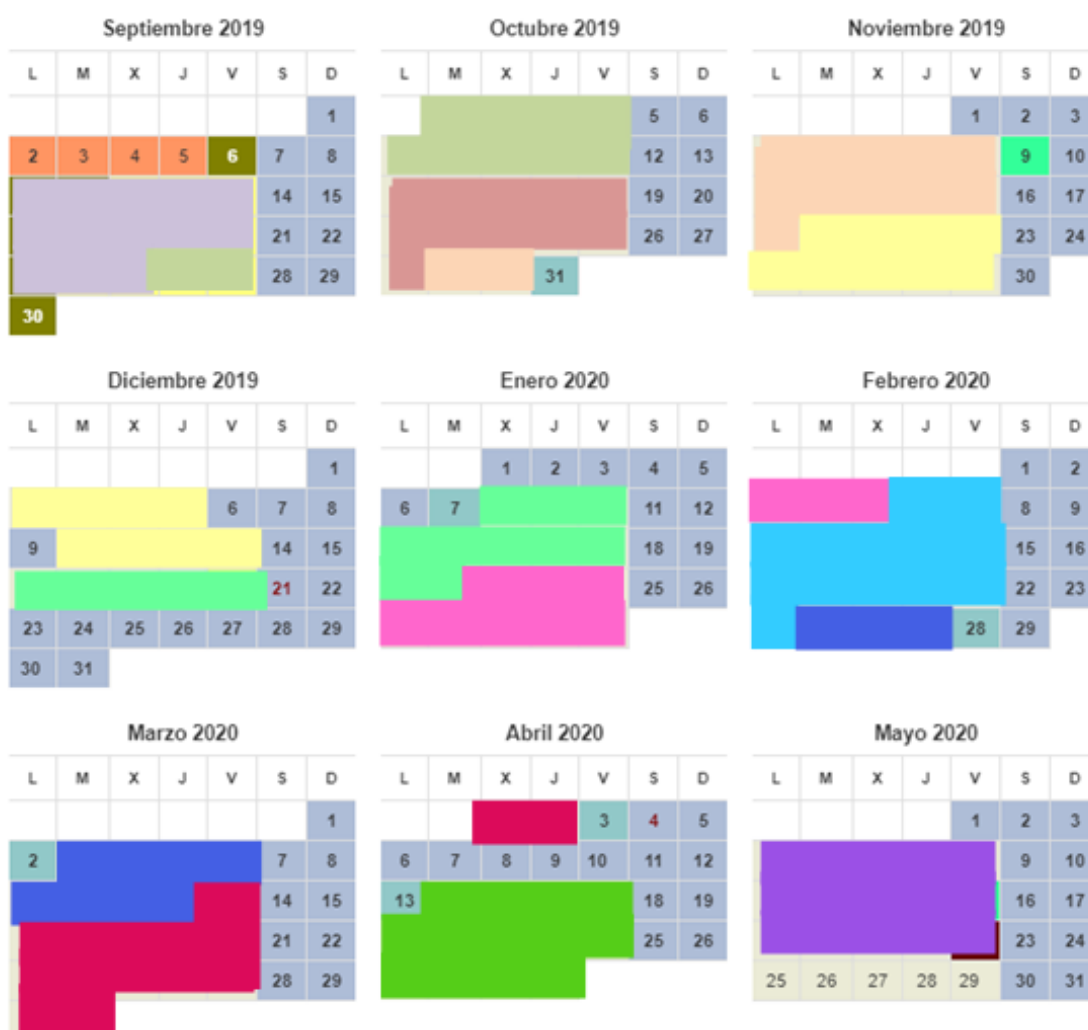 Septiembre 2019
L M X J V S D
1
2 3 4 5 6 7 8
14 15
21 22
28 29
30
Octubre 2019
L M X J V S D
5 6
12 13
19 20
26 27
31
Noviembre 2019
L M X J V S D
1 2 3
9 10
16 17
23 24
30
Diciembre 2019
L M X J V S D
1
6 7 8
9 14 15
21 22
23 24 25 26 27 28 29
30 31
Enero 2020
L M X J V S D
1 2 3 4 5
6 7 11 12
18 19
25 26
Febrero 2020
L M X J V S D
1 2
8 9
15 16
22 23
28 29
Marzo 2020
L M X J V S D
1
2 7 8
14 15
21 22
28 29
Abril 2020
L M X J V S D
3 4 5
6 7 8 9 10 11 12
13 18 19
25 26
Mayo 2020
L M X J V S D
1 2 3
9 10
16 17
23 24
25 26 27 28 29 30 31